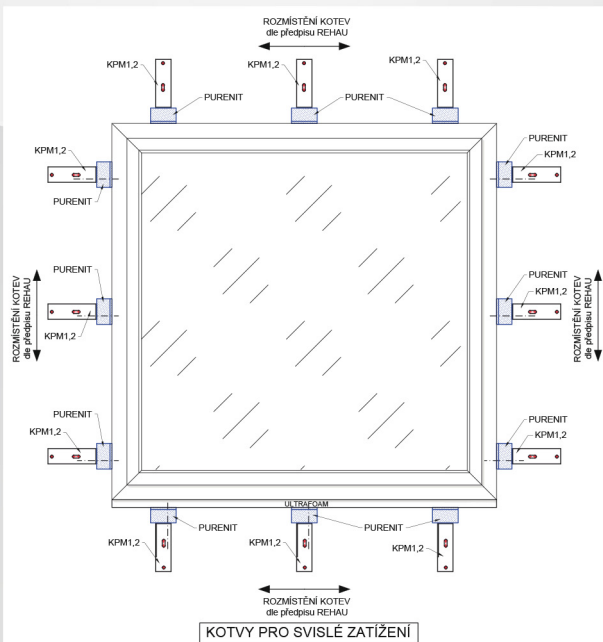 ROZMÍSTĚNÍ KOTEV
dle předpisu REHAU
KPM1,2
KPM1,2
KPM1,2
PURENIT
PURENIT
PURENIT
KPM1,2
KPM1,2
PURENIT
PURENIT
PURENIT
KPM1,2
KPM1,2
ROZMÍSTĚNÍ KOTEV
dle předpisu REHAU
ROZMÍSTĚNÍ KOTEV
dle předpisu REHAU
PURENIT
PURENIT
KPM1,2
KPM1,2
ULTRAFOAM
PURENIT
PURENIT
KPM1,2
KPM1,2
KPM1,2
ROZMÍSTĚNÍ KOTEV
dle předpisu REHAU
KOTVY PRO SVISLÉ ZATÍŽENÍ